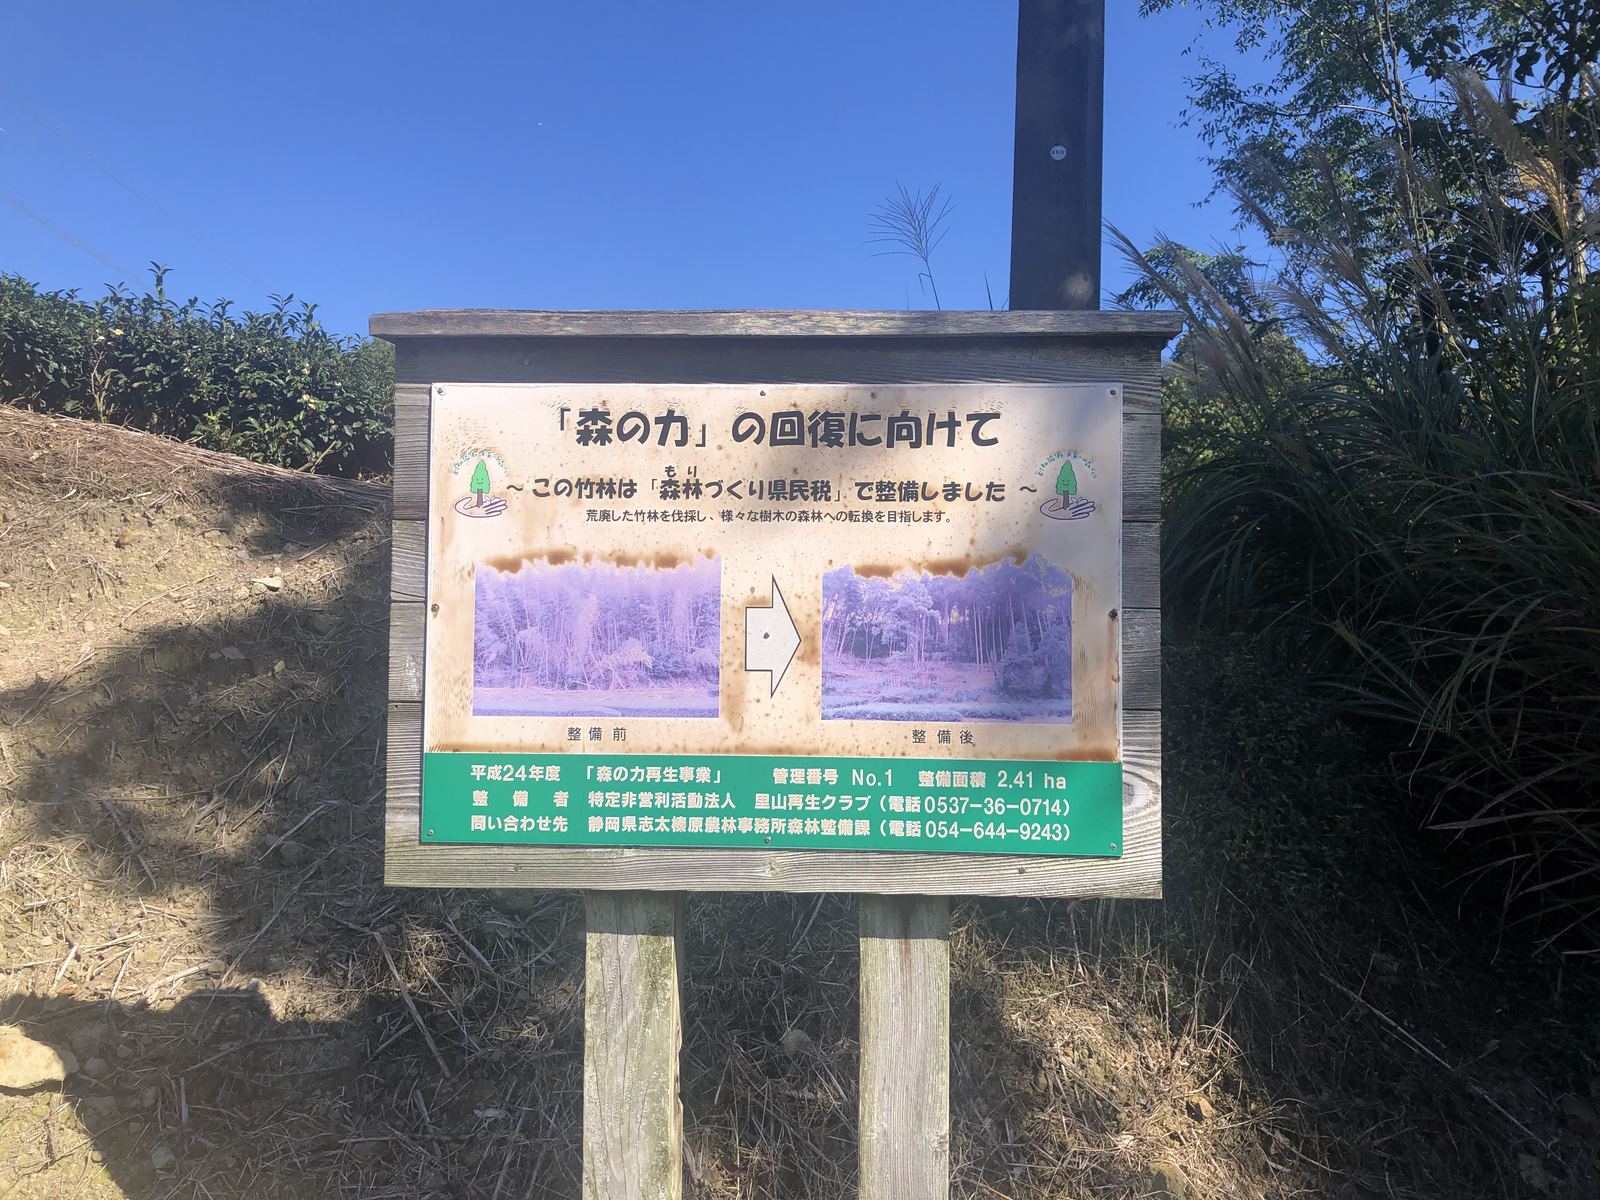 「森の力」の回復に向けて
もり
～この竹林は「森林づくり県民税」で整備しました～
荒廃した竹林を伐採し、様々な樹木の森林への転換を目指します。
整備前
整備後
平成24年度 「森の力再生事業」 管理番号 No.1 整備面積 2.41 ha
整備者 特定非営利活動法人 里山再生クラブ（電話0537-36-0714）
問い合わせ先 静岡県志太榛原農林事務所森林整備課（電話054-644-9243）